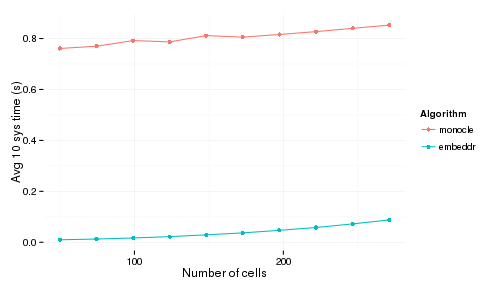 0.8
0.6
0.4
0.2
0.0
Avg 10 sys time (s)
100
200
Number of cells
Algorithm
monocle
embeddr